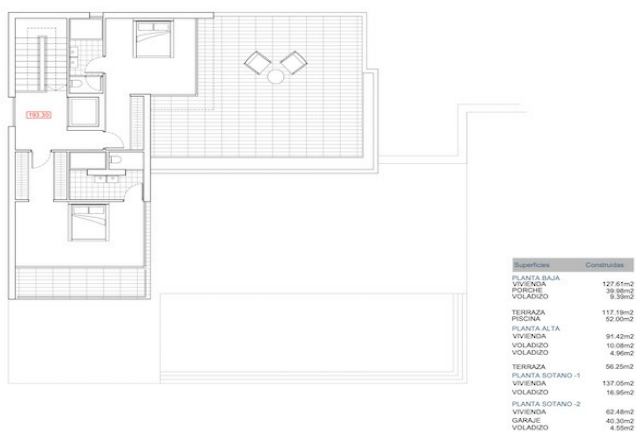 193.30
Superficies Construidas
PLANTA BAJA
VIVIENDA 127.61m2
PORCHE 39.98m2
VOLADIZO 9.39m2
TERRAZA 117.19m2
PISCINA 52.00m2
PLANTA ALTA
VIVIENDA 91.42m2
VOLADIZO 10.08m2
VOLADIZO 4.96m2
TERRAZA 56.25m2
PLANTA SOTANO -1
VIVIENDA 137.05m2
VOLADIZO 16.95m2
PLANTA SOTANO -2
VIVIENDA 62.48m2
GARAJE 40.30m2
VOLADIZO 4.55m2